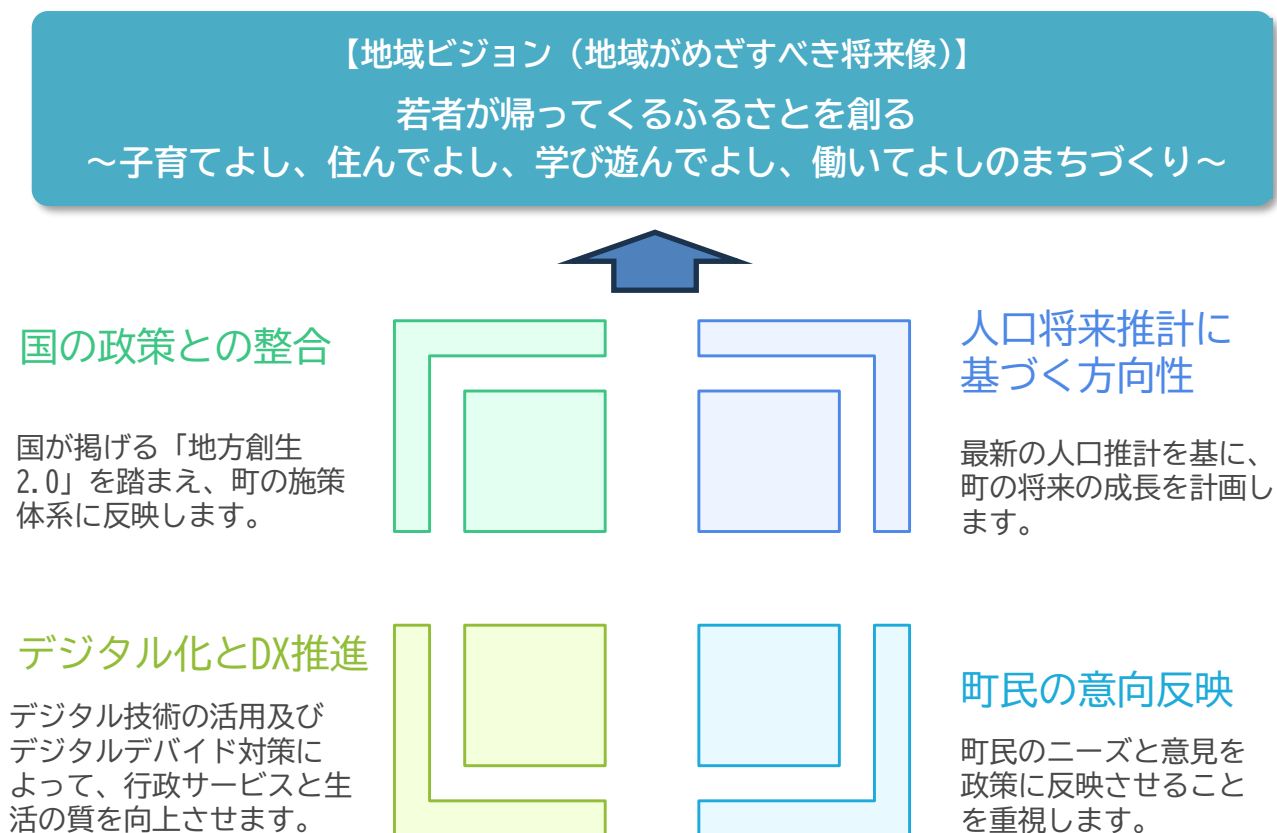 【地域ビジョン（地域がめざすべき将来像）】
若者が帰ってくるふるさとを創る
～子育てよし、住んでよし、学び遊んでよし、働いてよしのまちづくり～
国の政策との整合
国が掲げる「地方創生
2.0」を踏まえ、町の施策
体系に反映します。
人口将来推計に
基づく方向性
最新の人口推計を基に、
町の将来の成長を計画し
ます。
デジタル化とDX推進
デジタル技術の活用及び
デジタルデバイド対策に
よって、行政サービスと生
活の質を向上させます。
町民の意向反映
町民のニーズと意見を
政策に反映させること
を重視します。